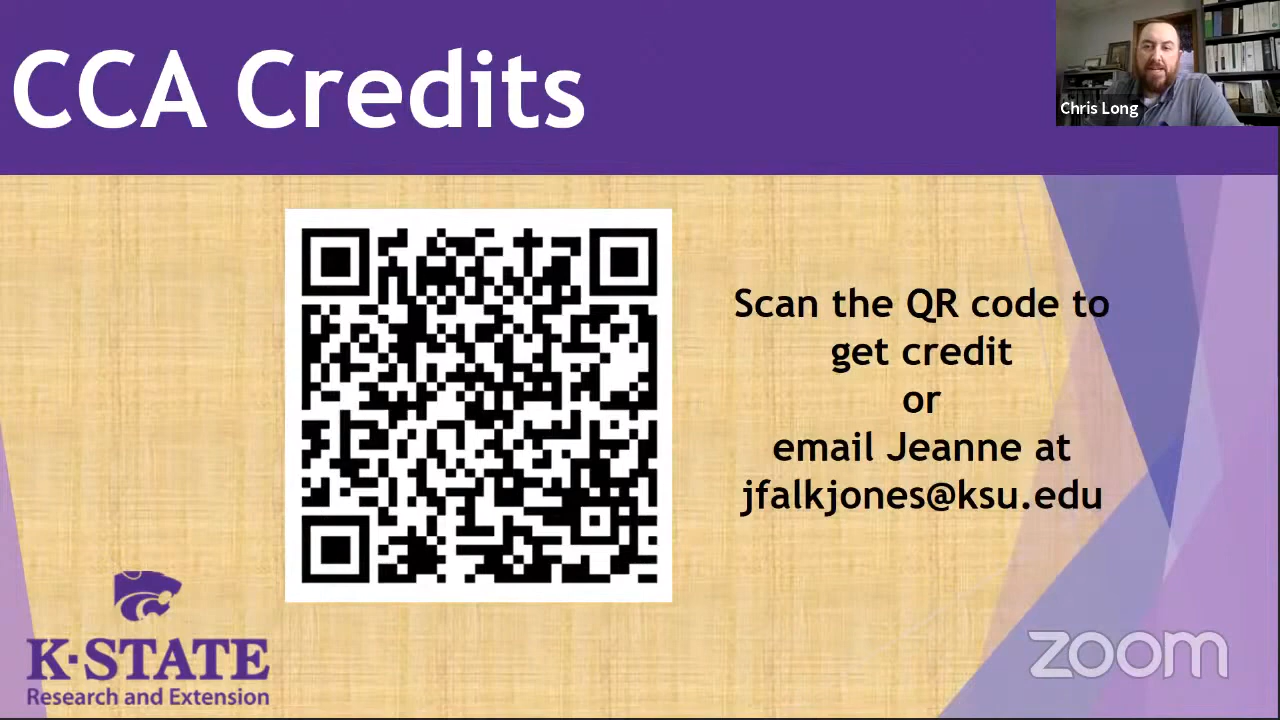 CCA Credits
Chris Long
Scan the QR code to
get credit
or
email Jeanne at
jfalkjones@ksu.edu
K·STATE
Research and Extension
zoom